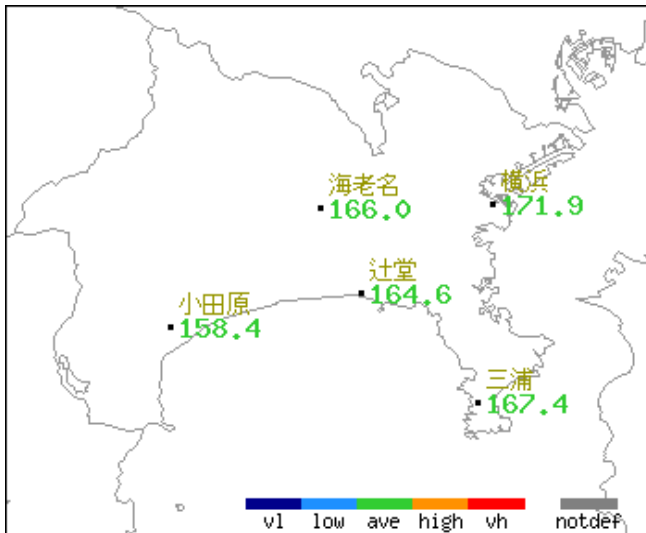 海老名
166.0
横浜
171.9
辻堂
164.6
小田原
158.4
三浦
167.4
vl low ave high vh notdef